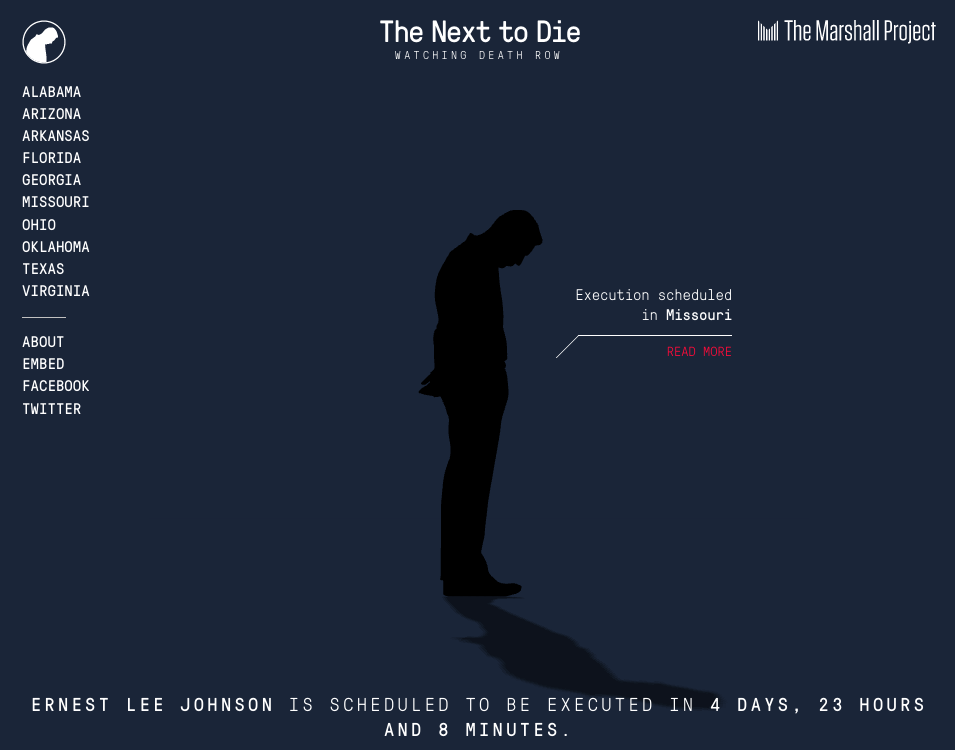 The Next to Die
WATCHING DEATH ROW
The Marshall Project
ALABAMA
ARIZONA
ARKANSAS
FLORIDA
GEORGIA
MISSOURI
OHIO
OKLAHOMA
TEXAS
VIRGINIA
ABOUT
EMBED
FACEBOOK
TWITTER
Execution scheduled
in Missouri
READ MORE
ERNEST LEE JOHNSON IS SCHEDULED TO BE EXECUTED IN 4 DAYS, 23 HOURS
AND 8 MINUTES.